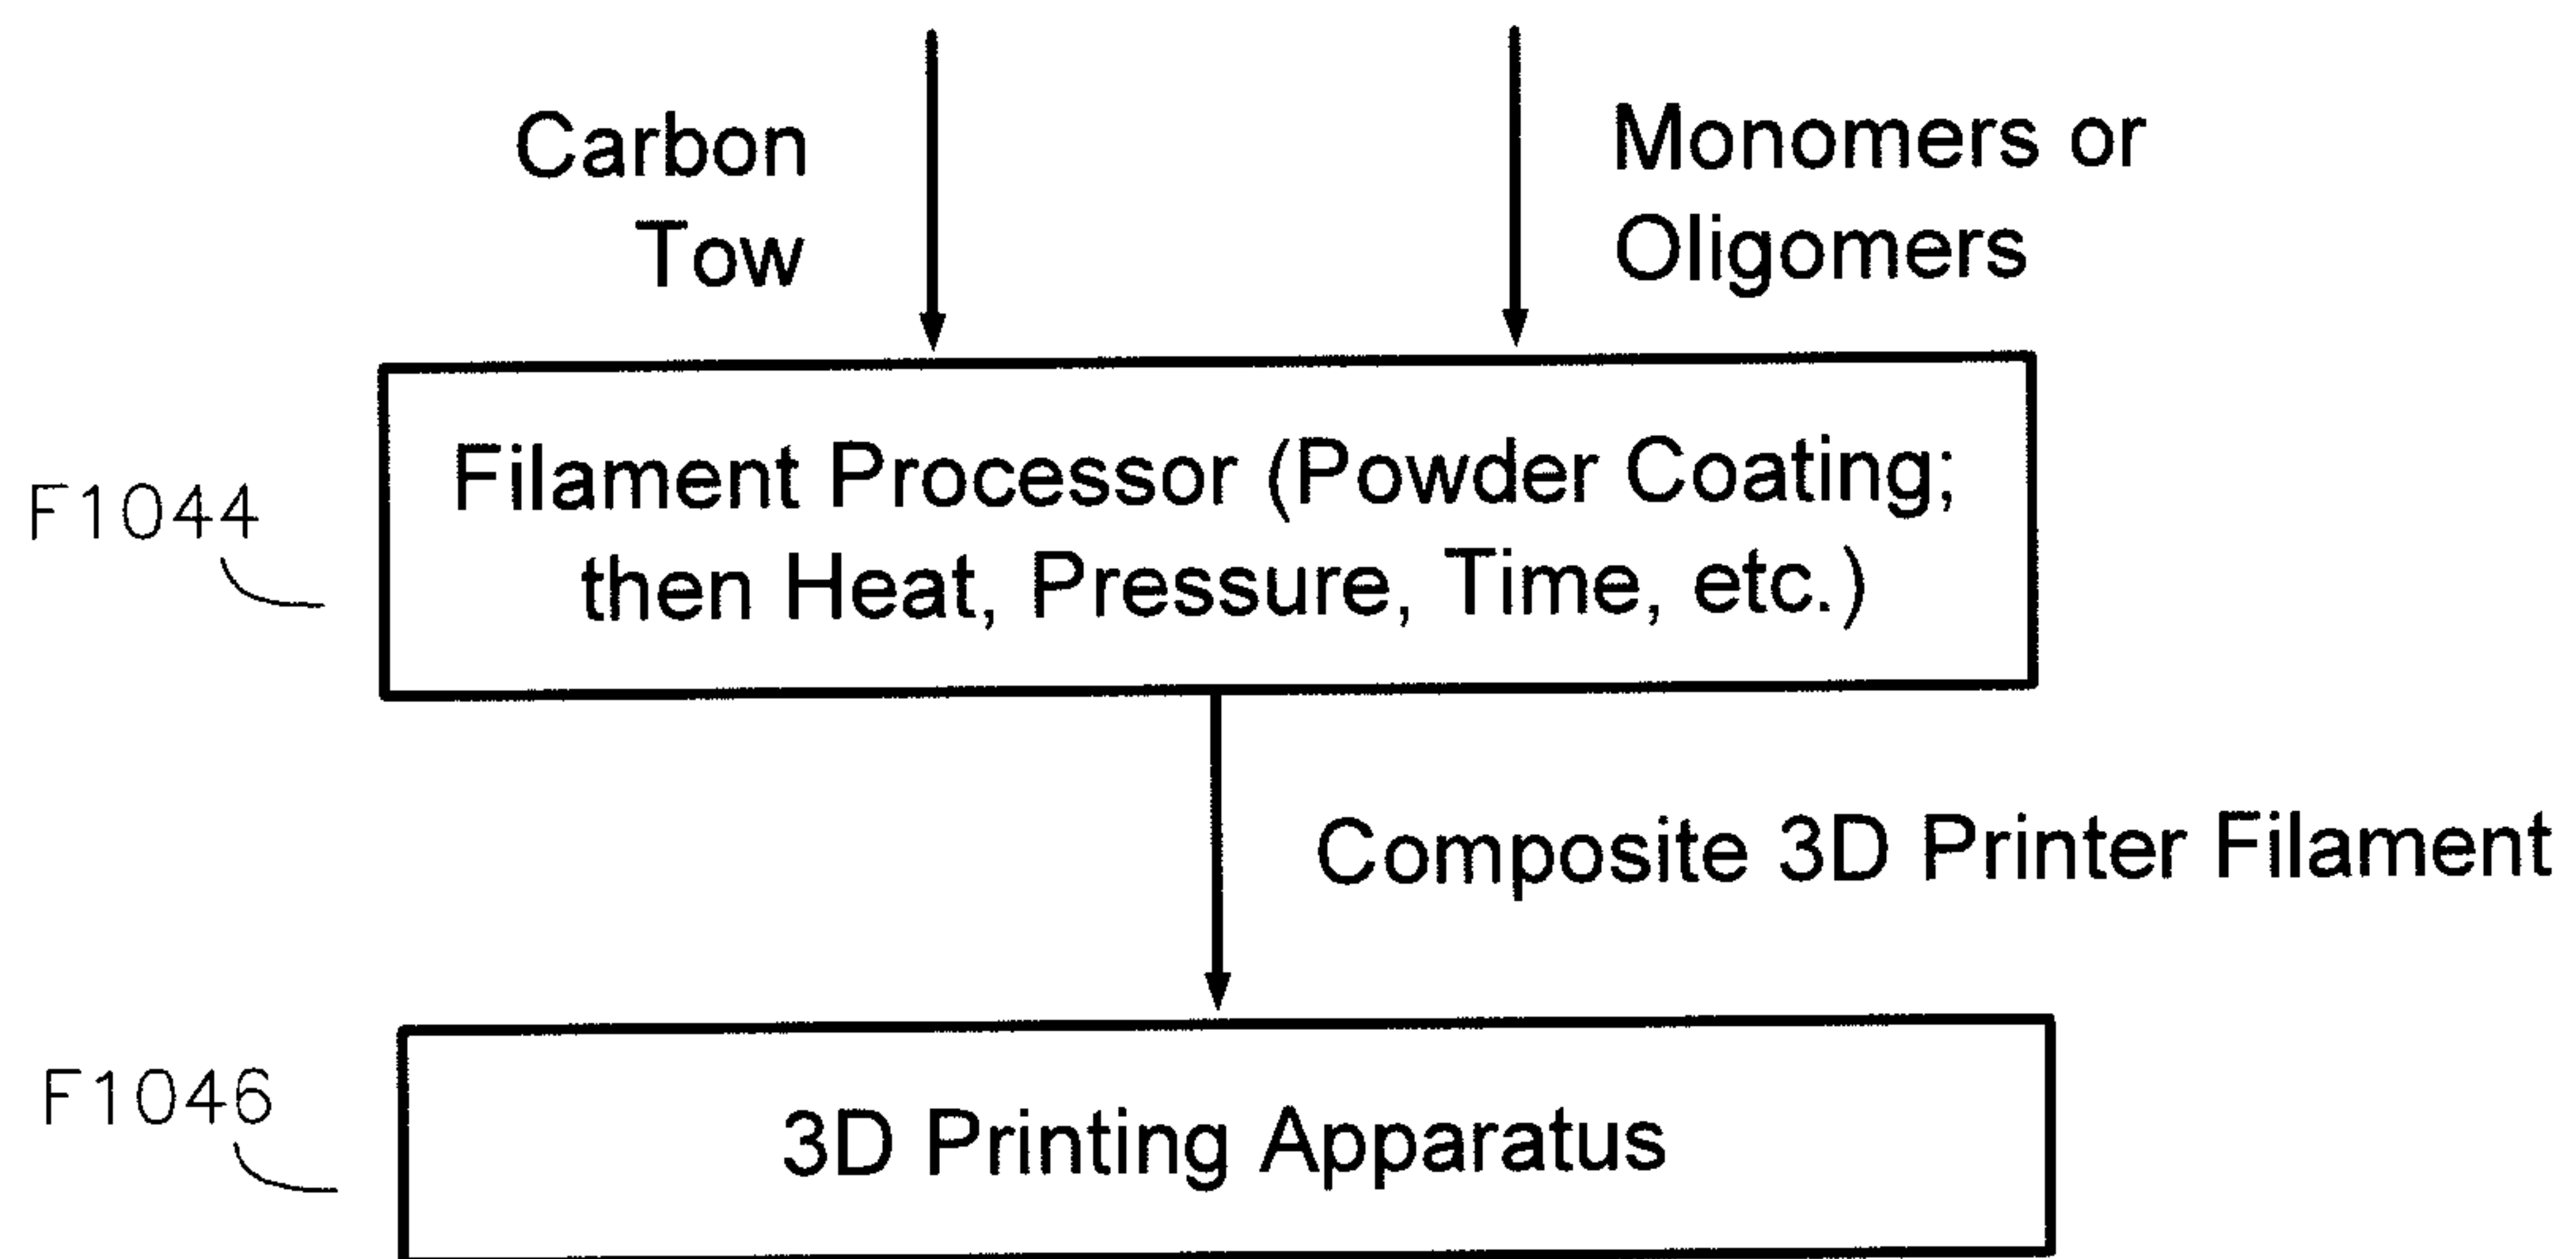 Carbon
Tow
Monomers or
Oligomers
F1044
Filament Processor (Powder Coating;
then Heat, Pressure, Time, etc.)
Composite 3D Printer Filament
F1046
3D Printing Apparatus